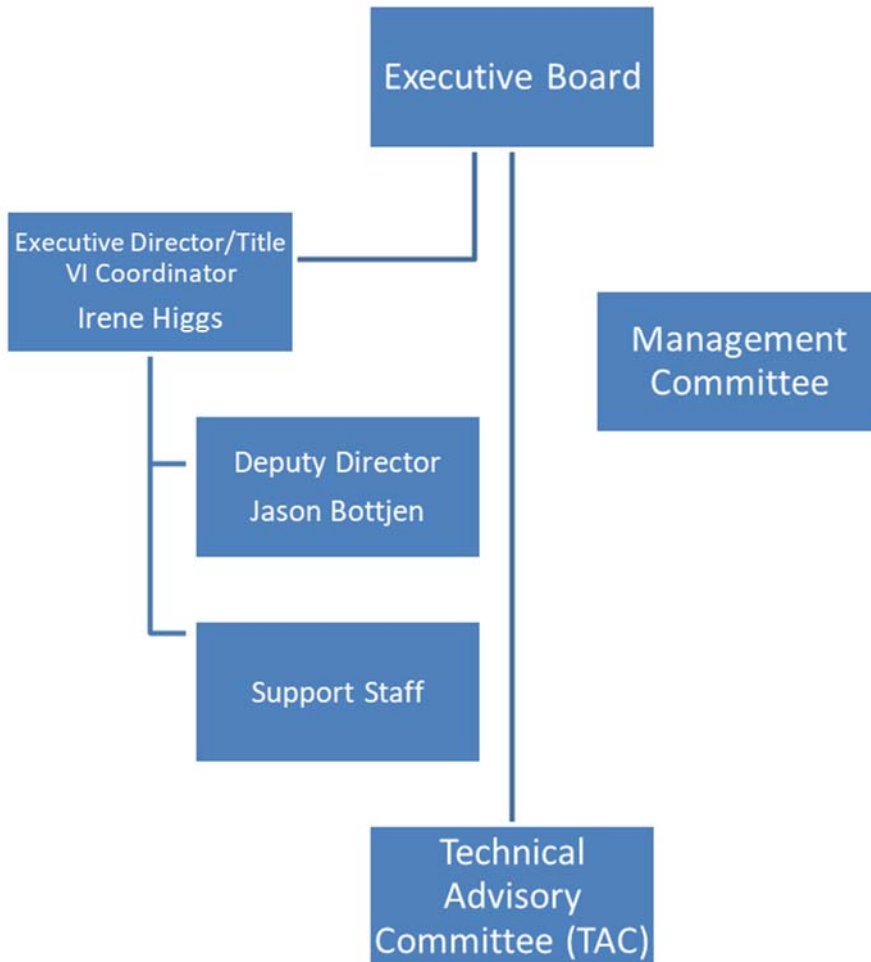 Executive Board
Executive Director/Title
VI Coordinator
Irene Higgs
Management
Committee
Deputy Director
Jason Bottjen
Support Staff
Technical
Advisory
Committee (TAC)